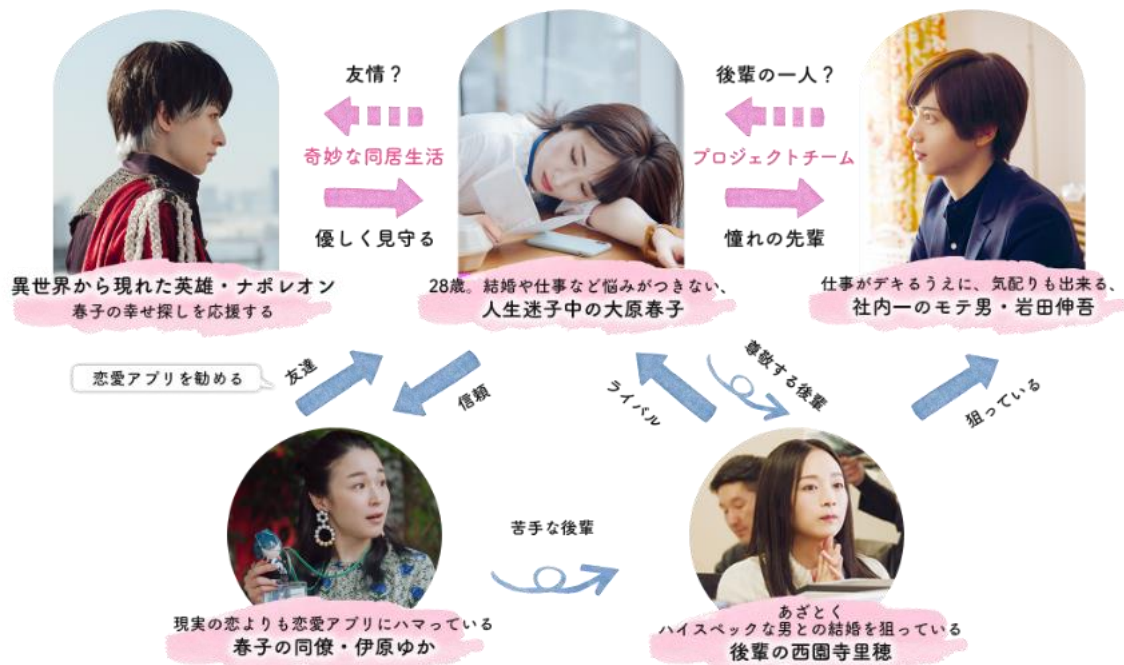 友情？
奇妙な同居生活
優しく見守る
後輩の一人？
プロジェクトチーム
憧れの先輩
異世界から現れた英雄・ナポレオン
春子の幸せ探しを応援する
28歳。結婚や仕事など悩みがつきない、
人生迷子中の大原春子
仕事がデキるうえに、気配りも出来る、
社内一のモテ男・岩田伸吾
恋愛アプリを勧める
友達
信頼
ライバル
尊敬する後輩
狙っている
苦手な後輩
現実の恋よりも恋愛アプリにハマっている
春子の同僚・伊原ゆか
あざとく
ハイスペックな男との結婚を狙っている
後輩の西園寺里穂